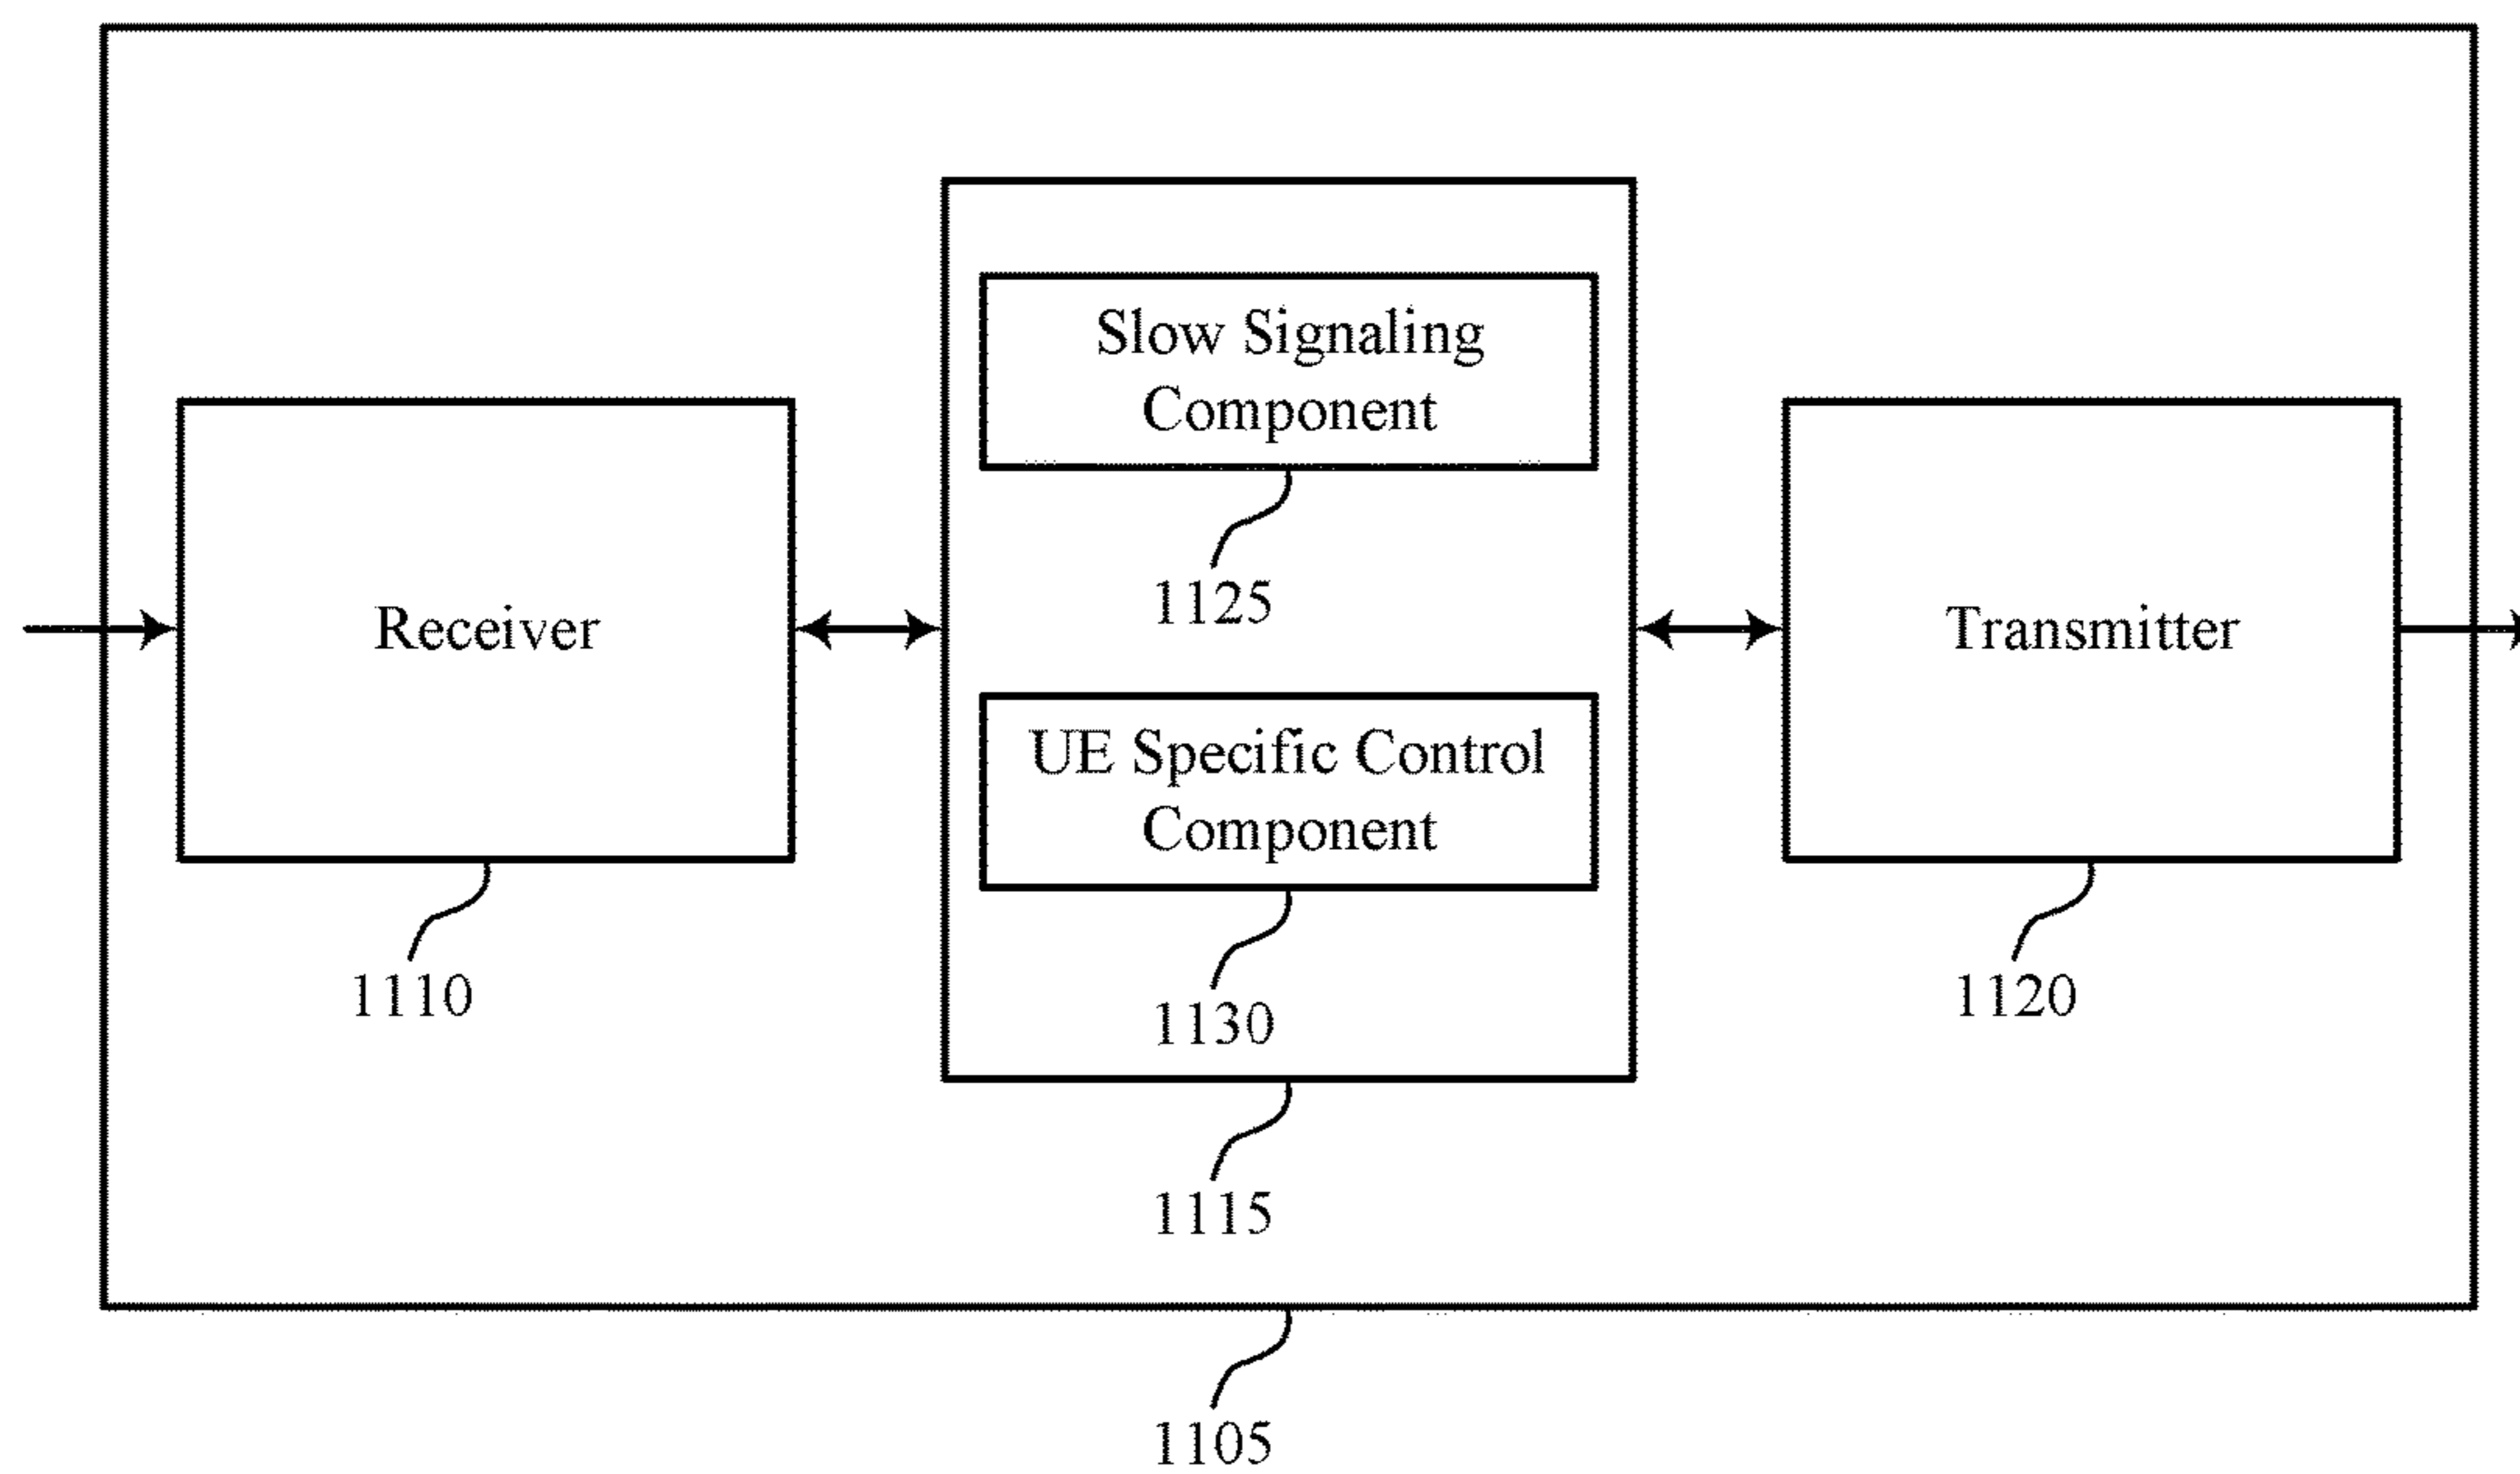 Slow Signaling
Component
1125
Receiver
1110
UE Specific Control
Component
1130
1115
Transmitter
1120
1105